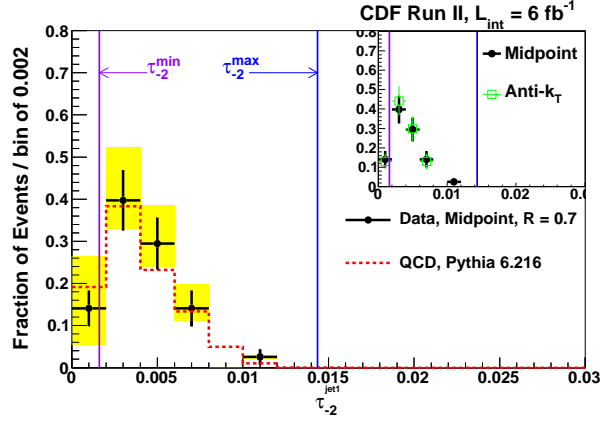 CDF Run II, L_int = 6 fb^-1
Fraction of Events / bin of 0.002
0.8
0.7
0.6
0.5
0.4
0.3
0.2
0.1
0
τ_-2^min
τ_-2^max
0.8
0.7
0.6
0.5
0.4
0.3
0.2
0.1
0
0 0.01 0.02 0.0
Midpoint
Anti-k_T
Data, Midpoint, R = 0.7
QCD, Pythia 6.216
0 0.005 0.01 0.015 0.02 0.025 0.03
τ_-2^jet1